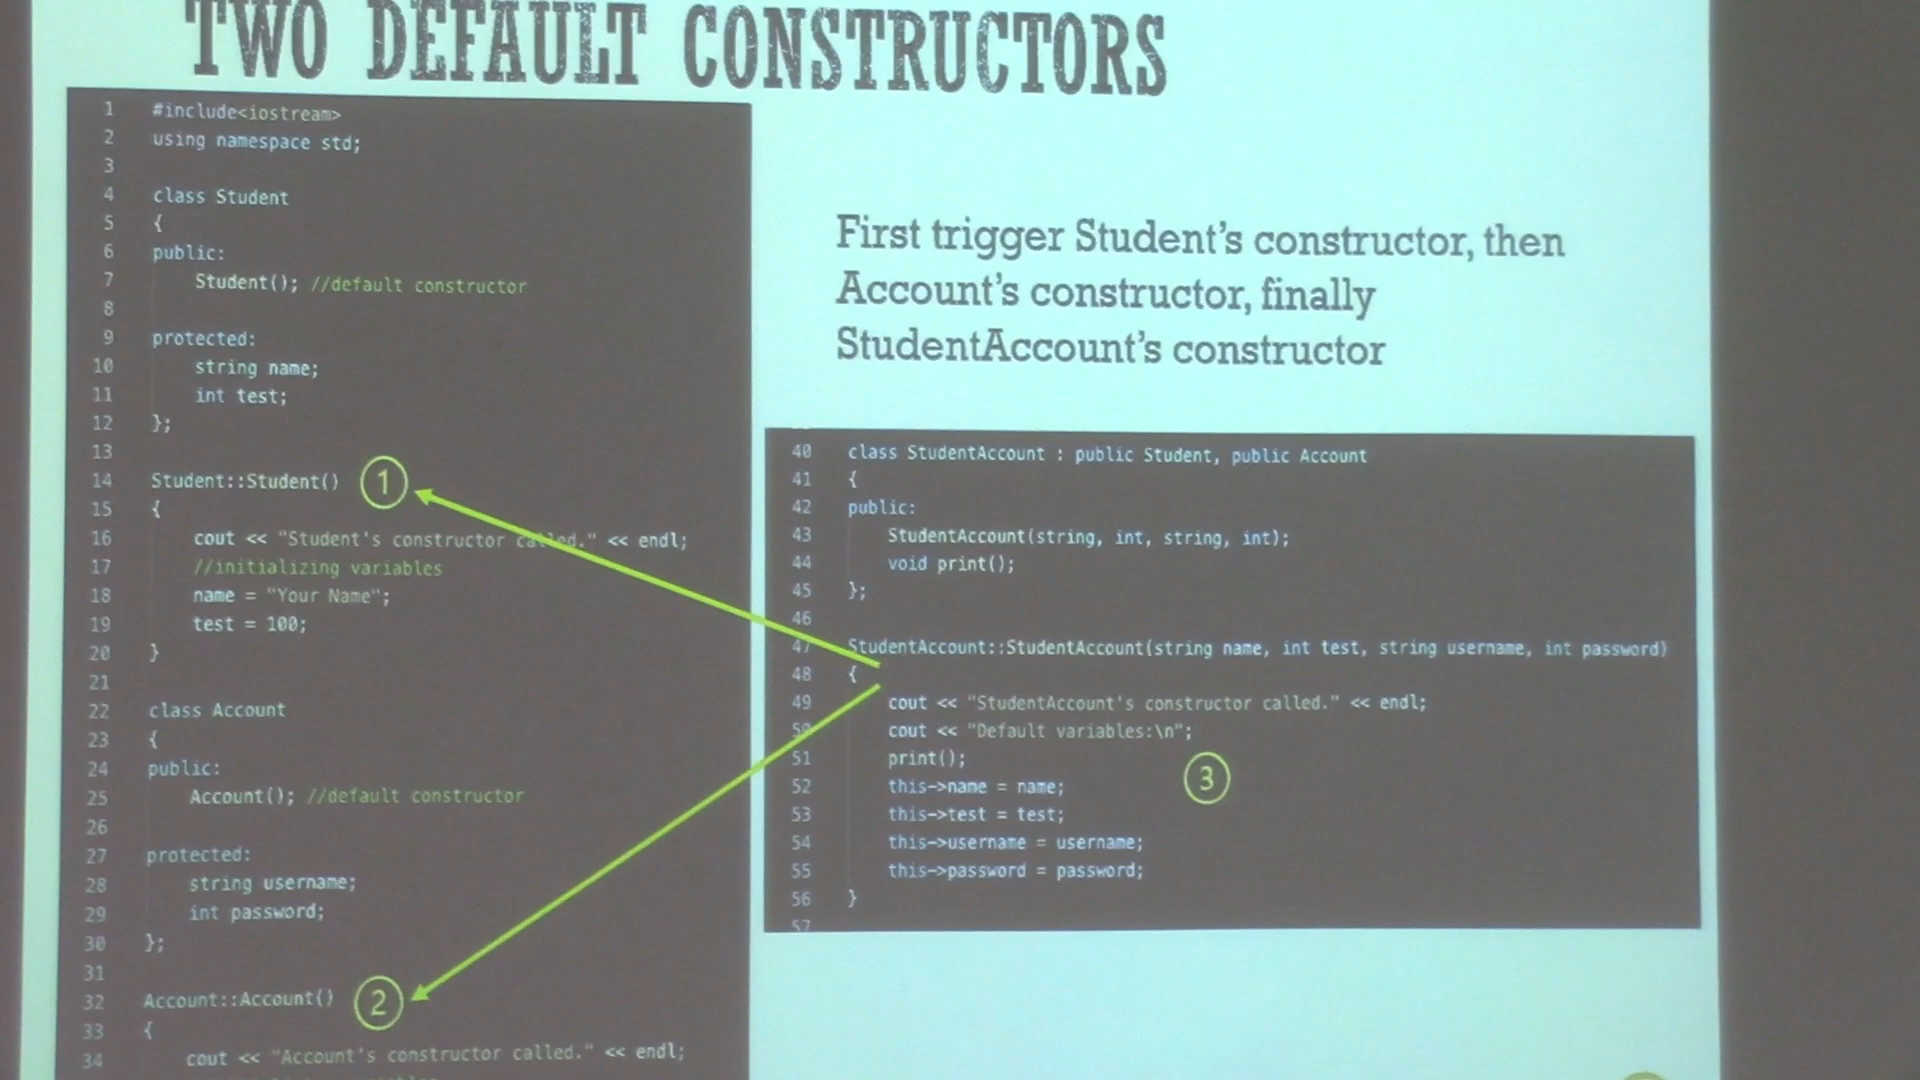 TWO DEFAULT CONSTRUCTORS
1 #include<iostream>
2 using namespace std;
3
4 class Student
5 {
6 public:
7 Student(); //default constructor
8
9 protected:
10 string name;
11 int test;
12 };
13
14 Student::Student() 1
15 {
16 cout << "Student's constructor called." << endl;
17 //initializing variables
18 name = "Your Name";
19 test = 100;
20 }
21
22 class Account
23 {
24 public:
25 Account(); //default constructor
26
27 protected:
28 string username;
29 int password;
30 };
31
32 Account::Account() 2
33 {
34 cout << "Account's constructor called." << endl;
First trigger Student's constructor, then
Account's constructor, finally
StudentAccount's constructor
40 class StudentAccount : public Student, public Account
41 {
42 public:
43 StudentAccount(string, int, string, int);
44 void print();
45 };
46
47 StudentAccount::StudentAccount(string name, int test, string username, int password)
48 {
49 cout << "StudentAccount's constructor called." << endl;
50 cout << "Default variables:\n";
51 print();
52 this->name = name;
53 this->test = test;
54 this->username = username;
55 this->password = password;
56 }
57
3